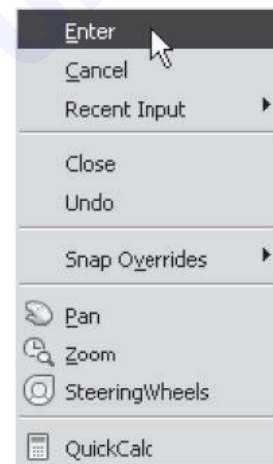 Enter
Cancel
Recent Input
Close
Undo
Snap Overrides
Pan
Zoom
SteeringWheels
QuickCalc